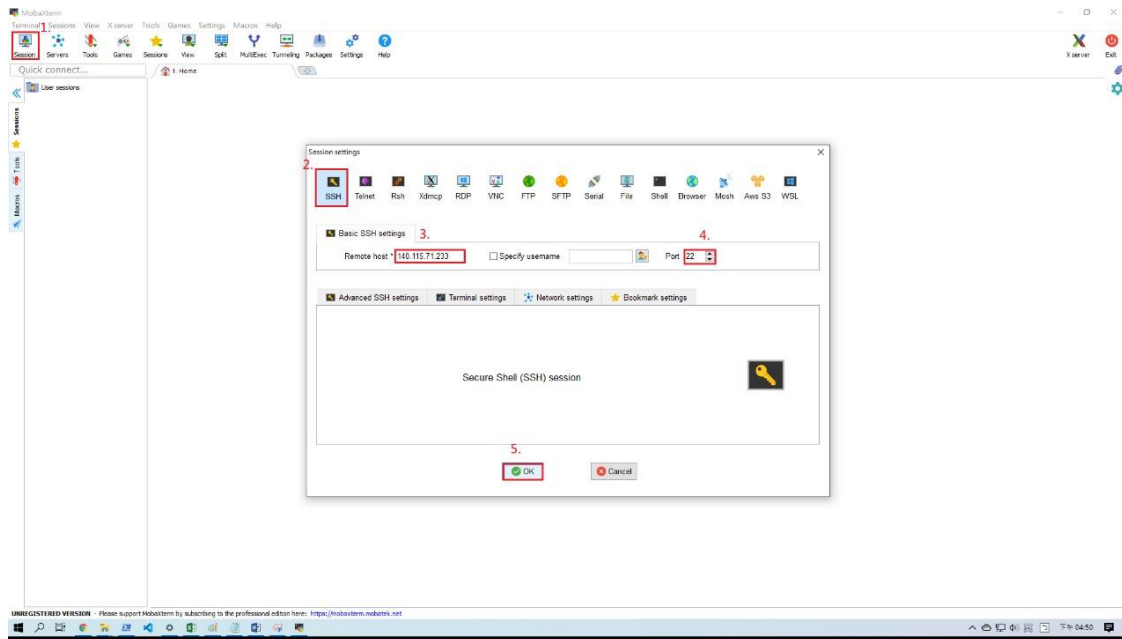 MobaXterm
Terminal Sessions View X server Tools Games Settings Macros Help
1.
Session Servers Tools Games Sessions View Split MultiExec Tunneling Packages Settings Help X server Exit
Quick connect... 1. Home
User sessions
Sessions
Tools
Macros
Session settings
2.
SSH Telnet Rsh Xdmcp RDP VNC FTP SFTP Serial File Shell Browser Mosh Aws S3 WSL
Basic SSH settings 3. 4.
Remote host * 140.115.71.233 Specify username Port 22
Advanced SSH settings Terminal settings Network settings Bookmark settings
Secure Shell (SSH) session
5.
OK Cancel
UNREGISTERED VERSION - Please support MobaXterm by subscribing to the professional edition here: https://mobaxterm.mobatek.net
下午 04:50